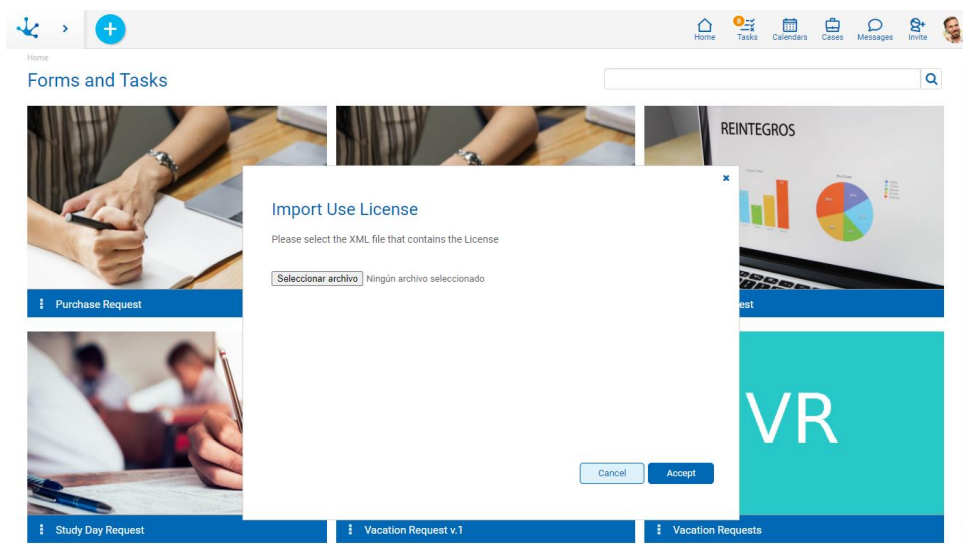 8
Home
Tasks
Calendars
Cases
Messages
Invite
Home
Forms and Tasks
REINTEGROS
Import Use License
Please select the XML file that contains the License
Seleccionar archivo Ningún archivo seleccionado
Purchase Request
est
VR
Cancel
Accept
Study Day Request
Vacation Request v.1
Vacation Requests